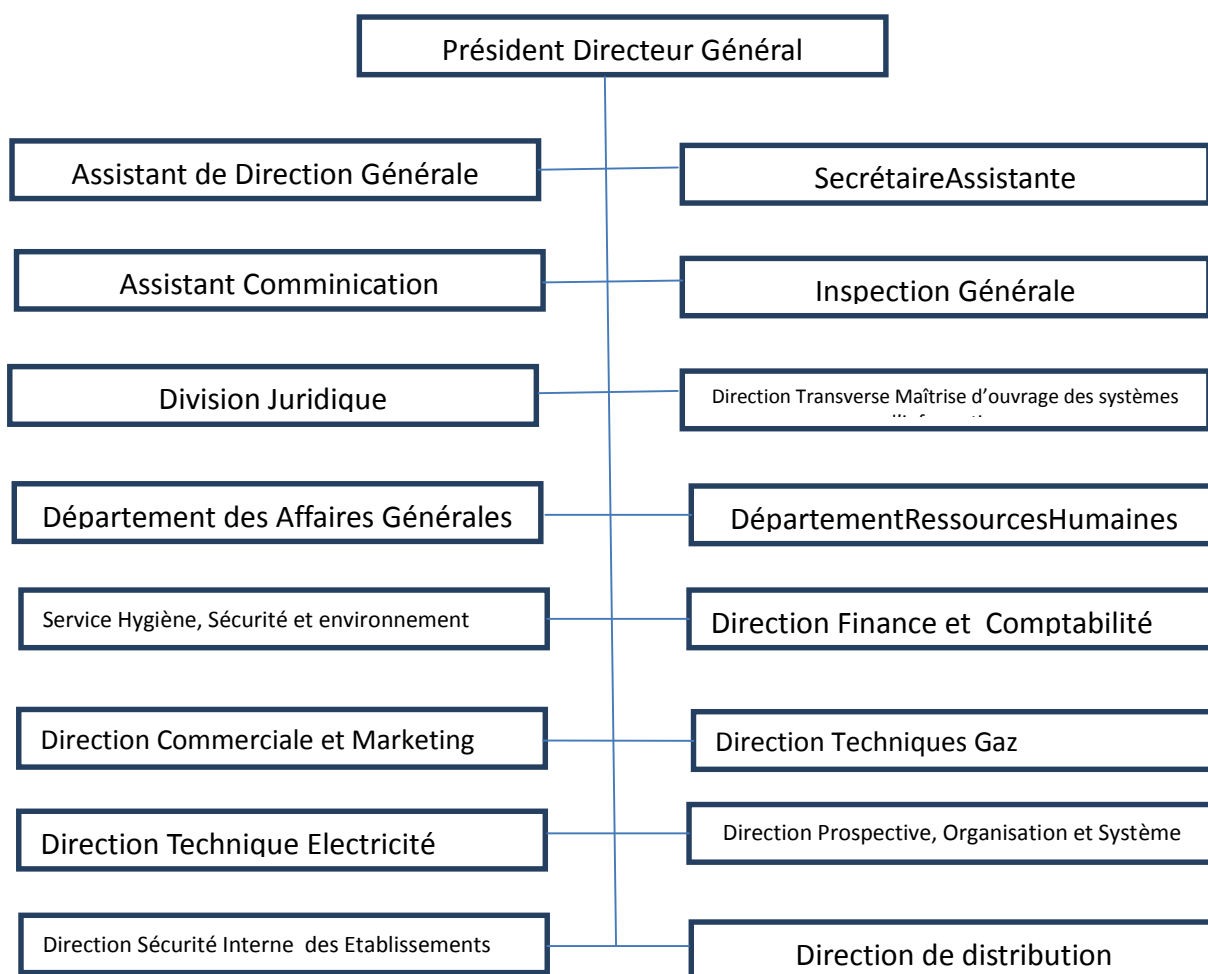 Président Directeur Général
Assistant de Direction Générale
SecrétaireAssistante
Assistant Comminication
Inspection Générale
Division Juridique
Direction Transverse Maîtrise d’ouvrage des systèmes
Département des Affaires Générales
DépartementRessourcesHumaines
Service Hygiène, Sécurité et environnement
Direction Finance et Comptabilité
Direction Commerciale et Marketing
Direction Techniques Gaz
Direction Technique Electricité
Direction Prospective, Organisation et Système
Direction Sécurité Interne des Etablissements
Direction de distribution